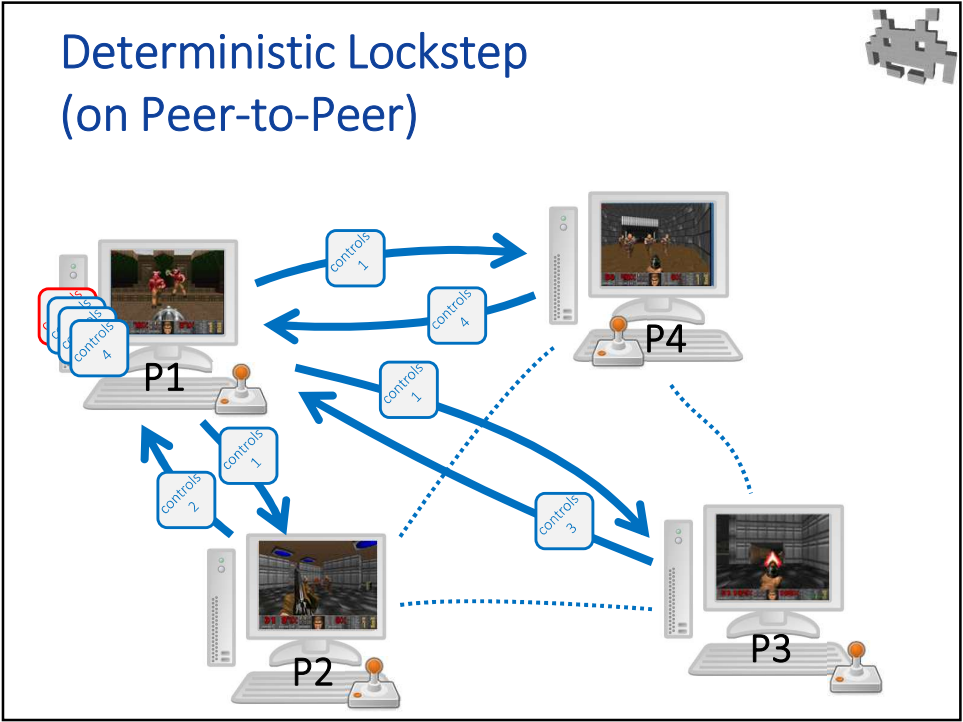 Deterministic Lockstep
(on Peer-to-Peer)
controls
1
controls
4
P4
controls
4
P1
controls
1
controls
1
controls
2
controls
3
P2
P3